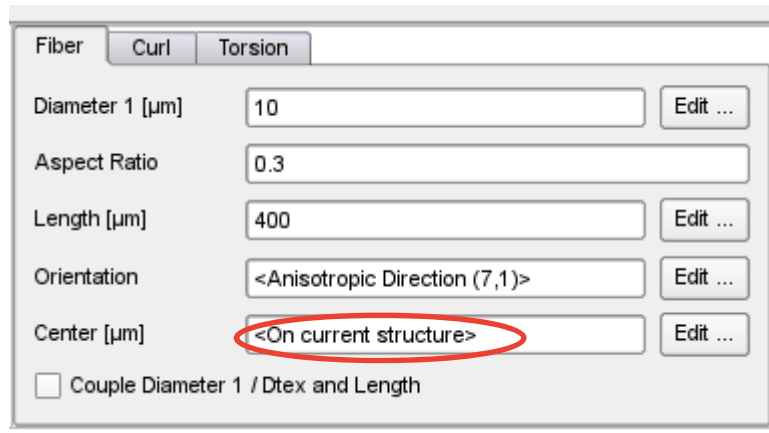 Fiber Curl Torsion
Diameter 1 [µm] 10 Edit ...
Aspect Ratio 0.3
Length [µm] 400 Edit ...
Orientation <Anisotropic Direction (7,1)> Edit ...
Center [µm] <On current structure> Edit ...
Couple Diameter 1 / Dtex and Length